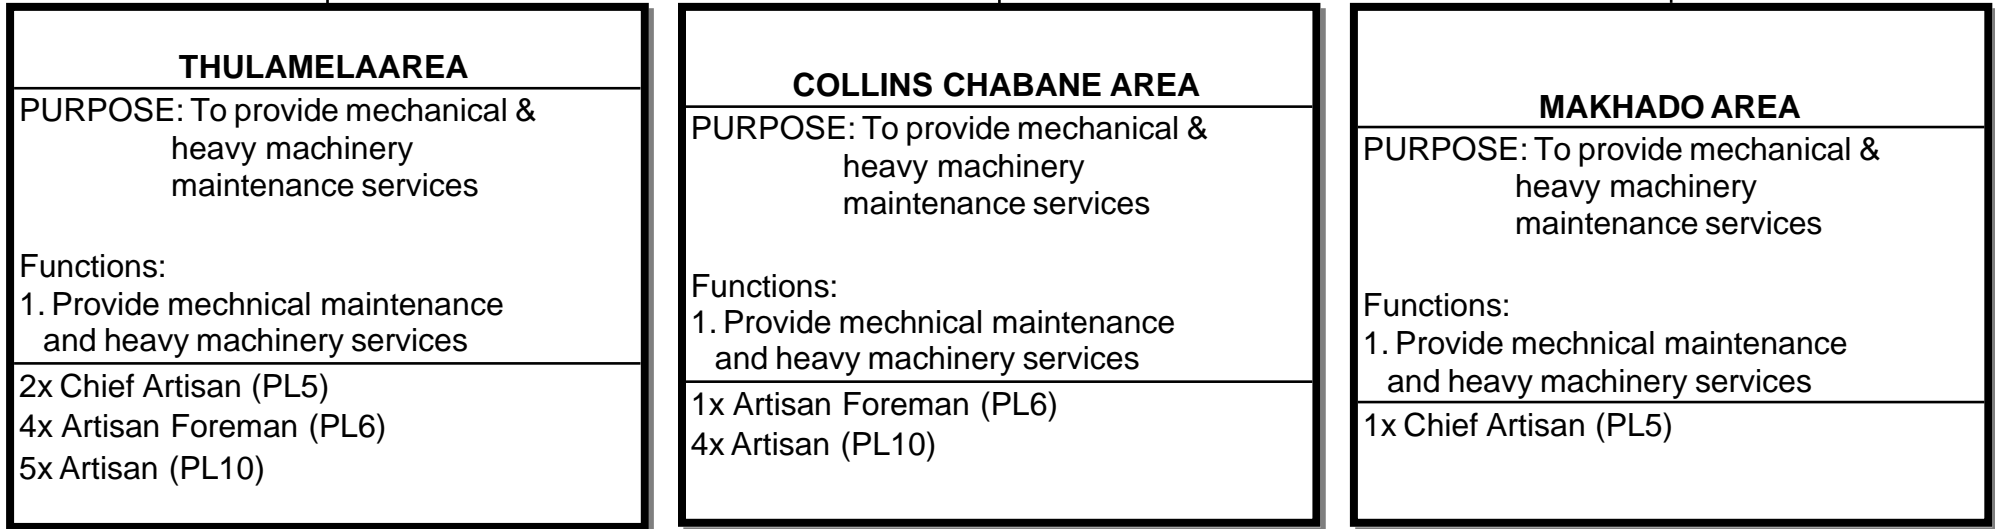 THULAMELAAREA
PURPOSE: To provide mechanical &
heavy machinery
maintenance services
Functions:
1. Provide mechnical maintenance
and heavy machinery services
2x Chief Artisan (PL5)
4x Artisan Foreman (PL6)
5x Artisan (PL10)
COLLINS CHABANE AREA
PURPOSE: To provide mechanical &
heavy machinery
maintenance services
Functions:
1. Provide mechnical maintenance
and heavy machinery services
1x Artisan Foreman (PL6)
4x Artisan (PL10)
MAKHADO AREA
PURPOSE: To provide mechanical &
heavy machinery
maintenance services
Functions:
1. Provide mechnical maintenance
and heavy machinery services
1x Chief Artisan (PL5)